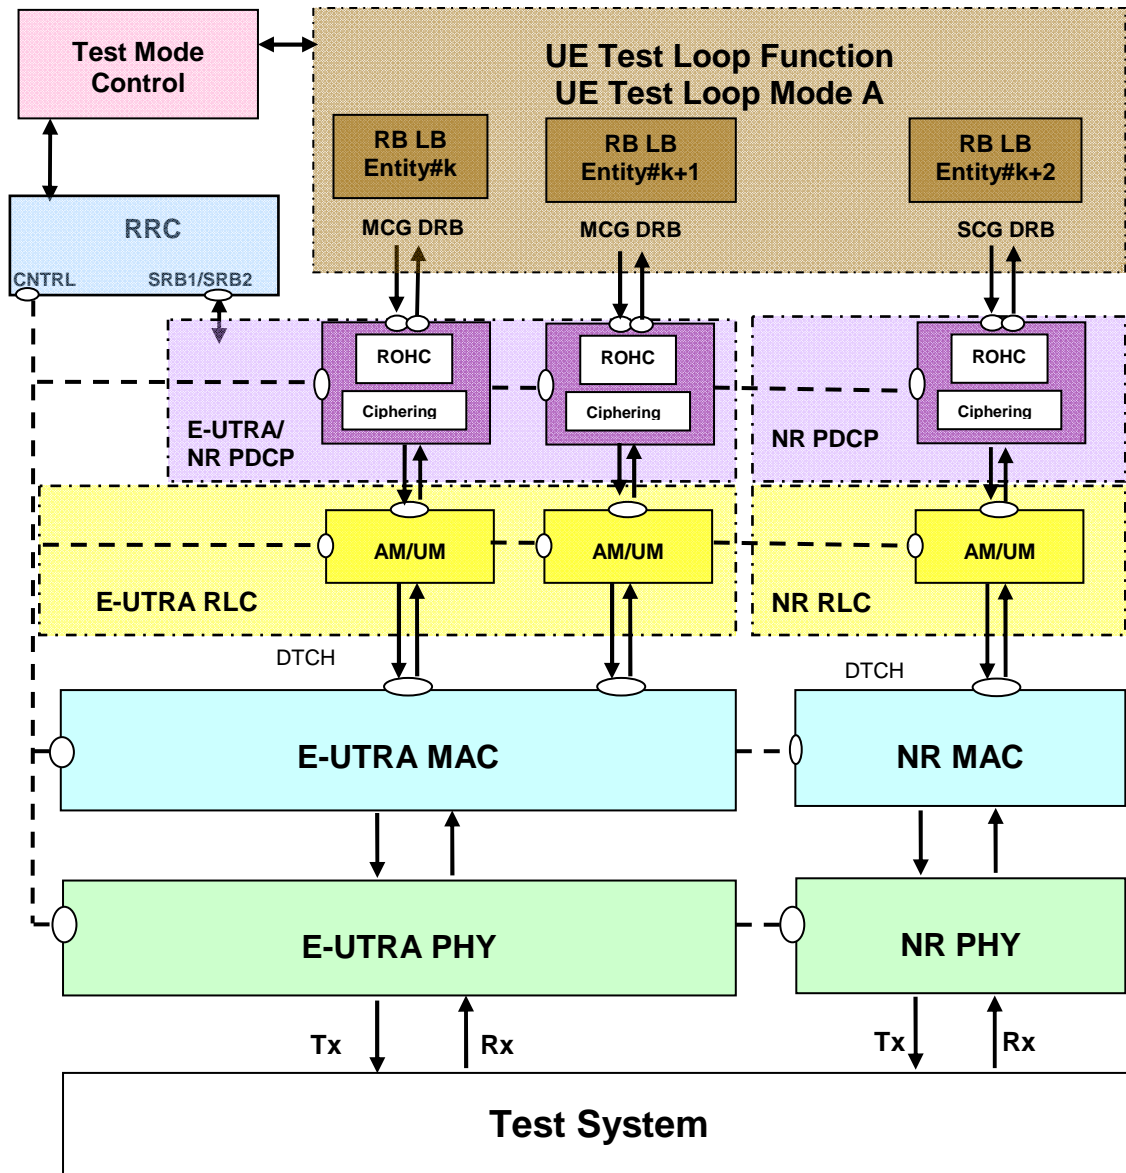 Test Mode
Control
UE Test Loop Function
UE Test Loop Mode A
RB LB
Entity#k
RB LB
Entity#k+1
RB LB
Entity#k+2
MCG DRB
MCG DRB
SCG DRB
RRC
CNTRL
SRB1/SRB2
ROHC
Ciphering
ROHC
Ciphering
ROHC
Ciphering
E-UTRA/
NR PDCP
NR PDCP
AM/UM
AM/UM
AM/UM
E-UTRA RLC
NR RLC
DTCH
DTCH
E-UTRA MAC
NR MAC
E-UTRA PHY
NR PHY
Tx
Rx
Tx
Rx
Test System